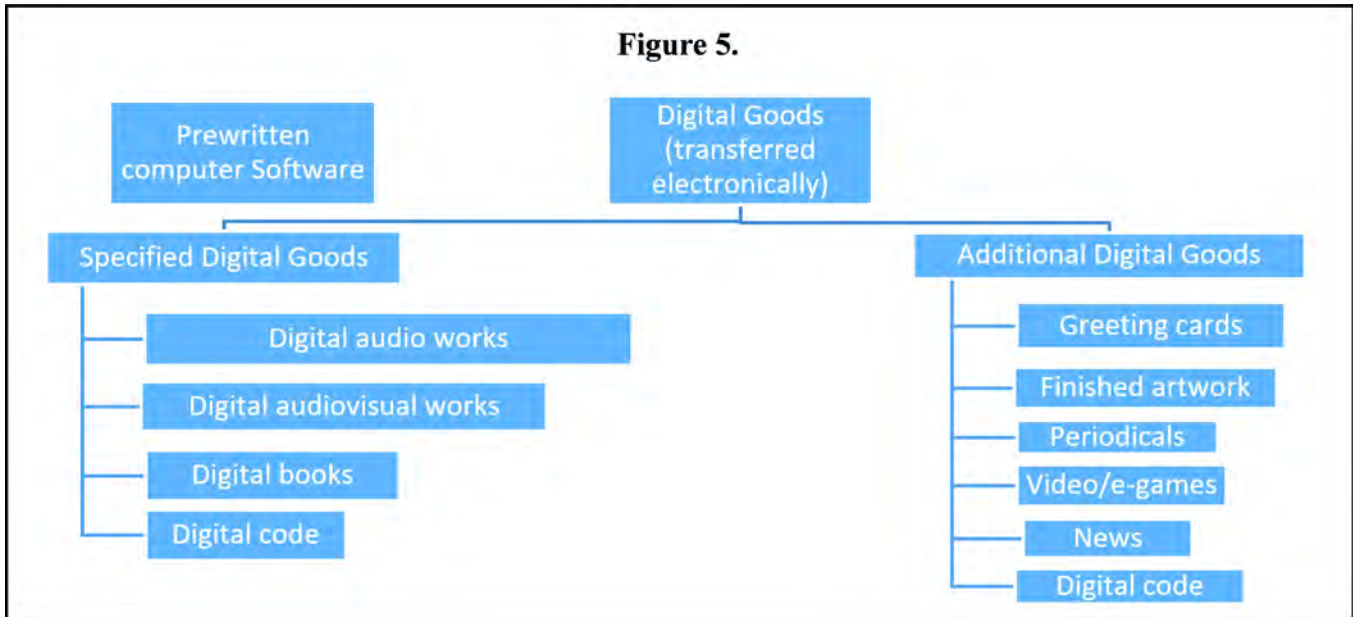 Figure 5.
Prewritten
computer Software
Digital Goods
(transferred
electronically)
Specified Digital Goods
Digital audio works
Digital audiovisual works
Digital books
Digital code
Additional Digital Goods
Greeting cards
Finished artwork
Periodicals
Video/e-games
News
Digital code